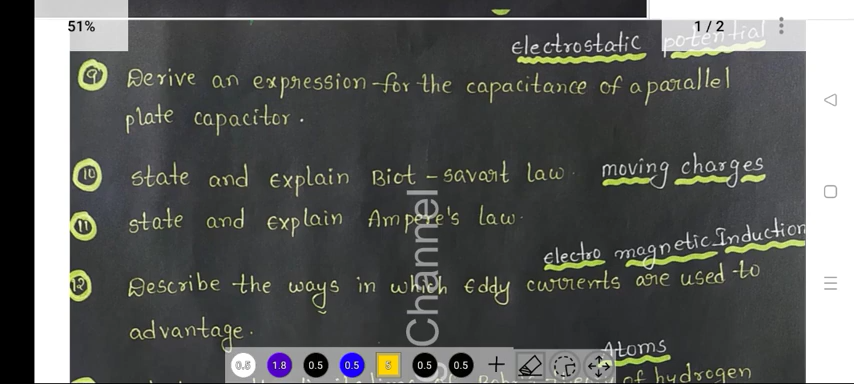 51%
1 / 2
Electrostatic potential
9 Derive an expression for the capacitance of a parallel
plate capacitor.
10 State and Explain Biot - Savart law. moving charges
11 State and Explain Ampere's law.
Electro magnetic Induction
12 Describe the ways in which Eddy currents are used to
advantage.
Channel
Atoms
of hydrogen
0.5 1.8 0.5 0.5 5 0.5 0.5